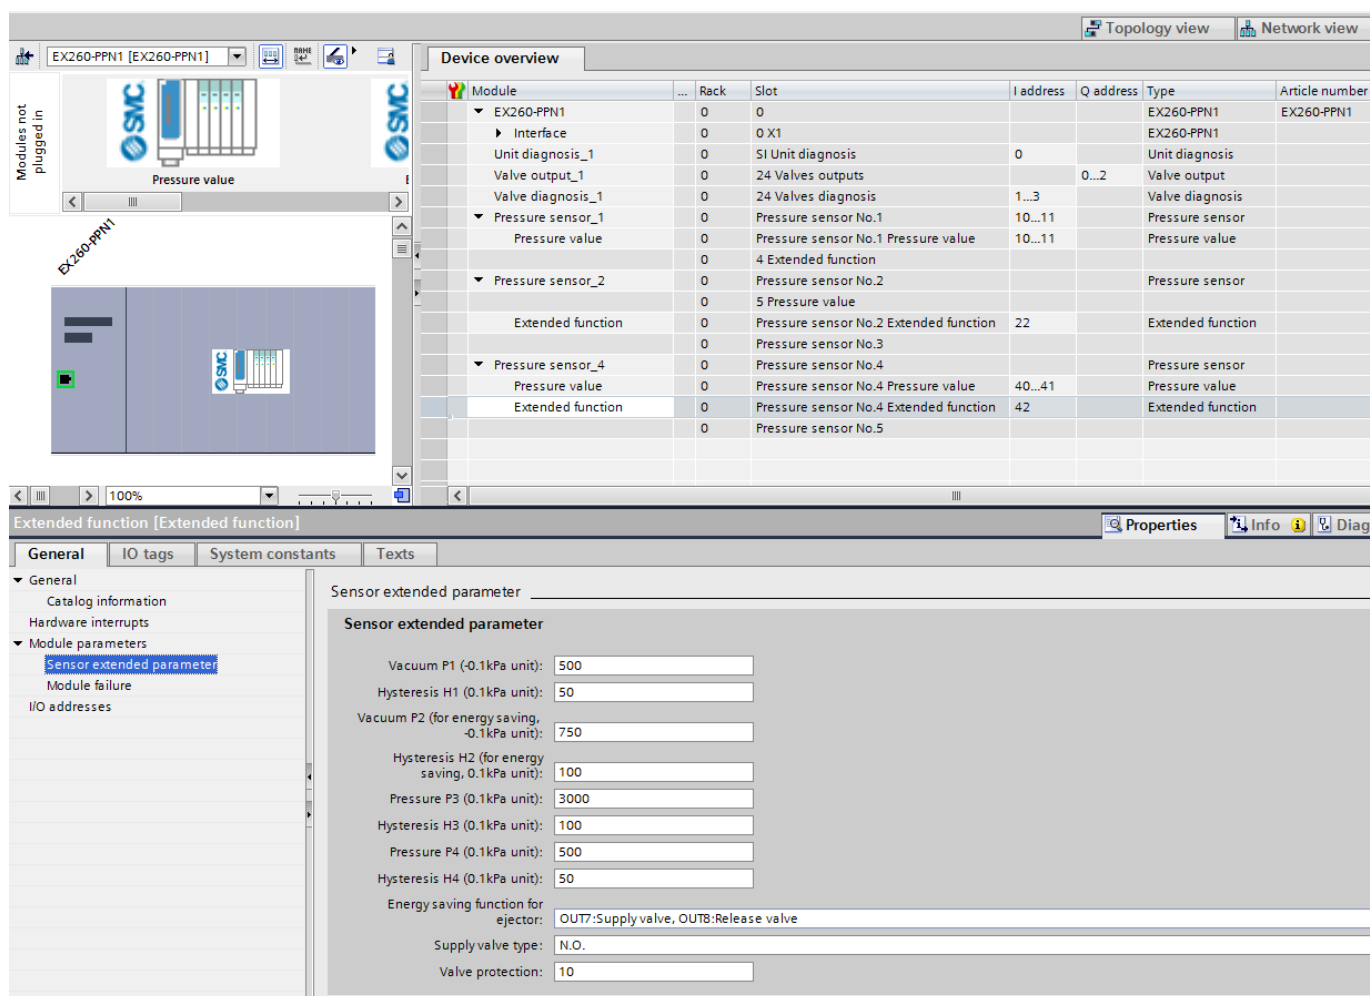 Topology view
Network view
EX260-PPN1 [EX260-PPN1]
NAME
Device overview
Modules not
plugged in
SMC
SMC
Pressure value
EX260-PPN1
SMC
100%
Module ... Rack Slot I address Q address Type Article number
EX260-PPN1 0 0 EX260-PPN1 EX260-PPN1
Interface 0 0 X1 EX260-PPN1
Unit diagnosis_1 0 SI Unit diagnosis 0 Unit diagnosis
Valve output_1 0 24 Valves outputs 0...2 Valve output
Valve diagnosis_1 0 24 Valves diagnosis 1...3 Valve diagnosis
Pressure sensor_1 0 Pressure sensor No.1 10...11 Pressure sensor
Pressure value 0 Pressure sensor No.1 Pressure value 10...11 Pressure value
0 4 Extended function
Pressure sensor_2 0 Pressure sensor No.2 Pressure sensor
0 5 Pressure value
Extended function 0 Pressure sensor No.2 Extended function 22 Extended function
0 Pressure sensor No.3
Pressure sensor_4 0 Pressure sensor No.4 Pressure sensor
Pressure value 0 Pressure sensor No.4 Pressure value 40...41 Pressure value
Extended function 0 Pressure sensor No.4 Extended function 42 Extended function
0 Pressure sensor No.5
Extended function [Extended function]
Properties
Info
Diag
General IO tags System constants Texts
General
Catalog information
Hardware interrupts
Module parameters
Sensor extended parameter
Module failure
I/O addresses
Sensor extended parameter
Sensor extended parameter
Vacuum P1 (-0.1kPa unit): 500
Hysteresis H1 (0.1kPa unit): 50
Vacuum P2 (for energy saving,
-0.1kPa unit): 750
Hysteresis H2 (for energy
saving, 0.1kPa unit): 100
Pressure P3 (0.1kPa unit): 3000
Hysteresis H3 (0.1kPa unit): 100
Pressure P4 (0.1kPa unit): 500
Hysteresis H4 (0.1kPa unit): 50
Energy saving function for
ejector: OUT7:Supply valve, OUT8:Release valve
Supply valve type: N.O.
Valve protection: 10